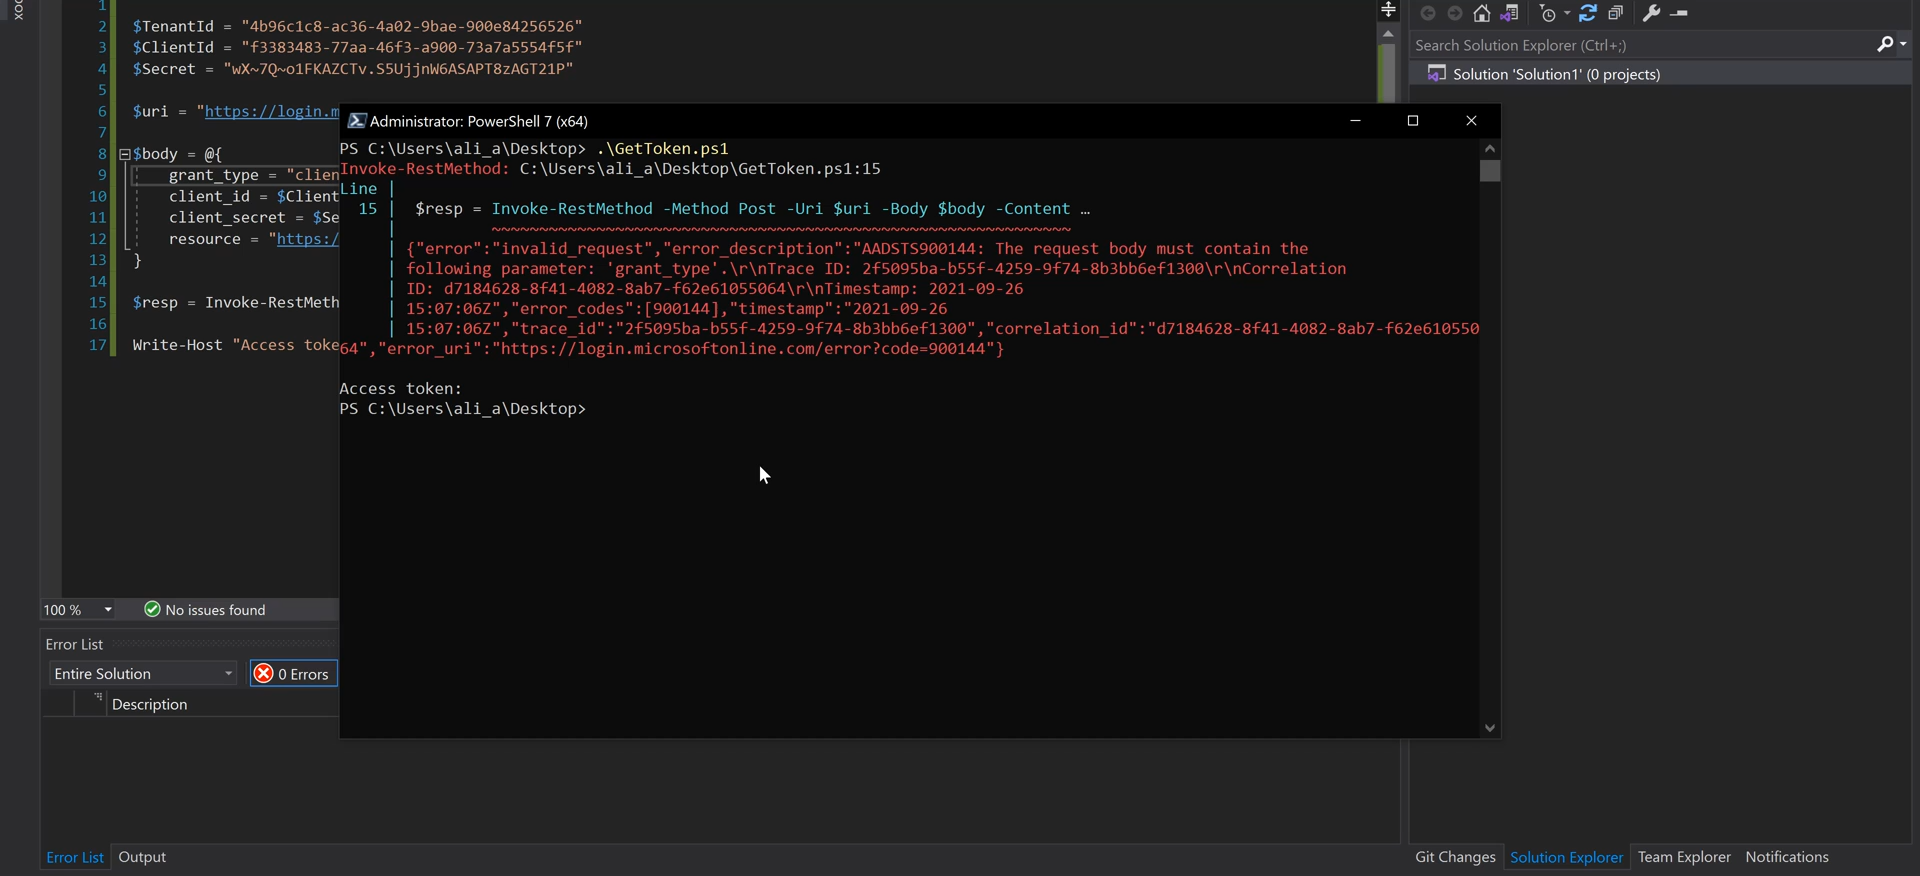 1
2 $TenantId = "4b96c1c8-ac36-4a02-9bae-900e84256526"
3 $ClientId = "f3383483-77aa-46f3-a900-73a7a5554f5f"
4 $Secret = "wX~7Q~o1FKAZCTv.S5UjjnW6ASAPT8zAGT21P"
5
6 $uri = "https://login.m
7
8 $body = @{
9 grant_type = "clien
10 client_id = $Client
11 client_secret = $Se
12 resource = "https:/
13 }
14
15 $resp = Invoke-RestMeth
16
17 Write-Host "Access toke
100 %
No issues found
Error List
Entire Solution
0 Errors
Description
Error List Output
Administrator: PowerShell 7 (x64)
PS C:\Users\ali_a\Desktop> .\GetToken.ps1
Invoke-RestMethod: C:\Users\ali_a\Desktop\GetToken.ps1:15
Line |
15 | $resp = Invoke-RestMethod -Method Post -Uri $uri -Body $body -Content …
| ~~~~~~~~~~~~~~~~~~~~~~~~~~~~~~~~~~~~~~~~~~~~~~~~~~~~~~~~~~~~~
| {"error":"invalid_request","error_description":"AADSTS900144: The request body must contain the
| following parameter: 'grant_type'.\r\nTrace ID: 2f5095ba-b55f-4259-9f74-8b3bb6ef1300\r\nCorrelation
| ID: d7184628-8f41-4082-8ab7-f62e61055064\r\nTimestamp: 2021-09-26
| 15:07:06Z","error_codes":[900144],"timestamp":"2021-09-26
| 15:07:06Z","trace_id":"2f5095ba-b55f-4259-9f74-8b3bb6ef1300","correlation_id":"d7184628-8f41-4082-8ab7-f62e610550
64","error_uri":"https://login.microsoftonline.com/error?code=900144"}
Access token:
PS C:\Users\ali_a\Desktop>
Search Solution Explorer (Ctrl+;)
Solution 'Solution1' (0 projects)
Git Changes Solution Explorer Team Explorer Notifications